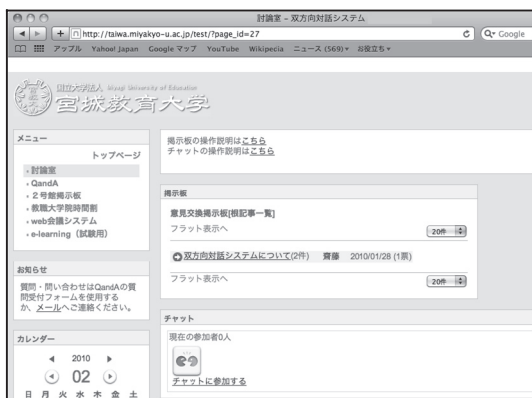 討論室 – 双方向対話システム
http://taiwa.miyakyo-u.ac.jp/test/?page_id=27
Google
アップル Yahoo! Japan Google マップ YouTube Wikipedia ニュース (569)▾ お役立ち▾
国立大学法人 Miyagi University of Education
宮城教育大学
メニュー
トップページ
討論室
QandA
２号館掲示板
教職大学院時間割
web会議システム
e-learning（試験用）
お知らせ
質問・問い合わせはQandAの質
問受付フォームを使用する
か、メールへご連絡ください。
カレンダー
2010
02
日 月 火 水 木 金 土
掲示板の操作説明はこちら
チャットの操作説明はこちら
掲示板
意見交換掲示板[根記事一覧]
フラット表示へ 20件
双方向対話システムについて(2件) 齋藤 2010/01/28 (1票)
フラット表示へ 20件
チャット
現在の参加者0人
チャットに参加する